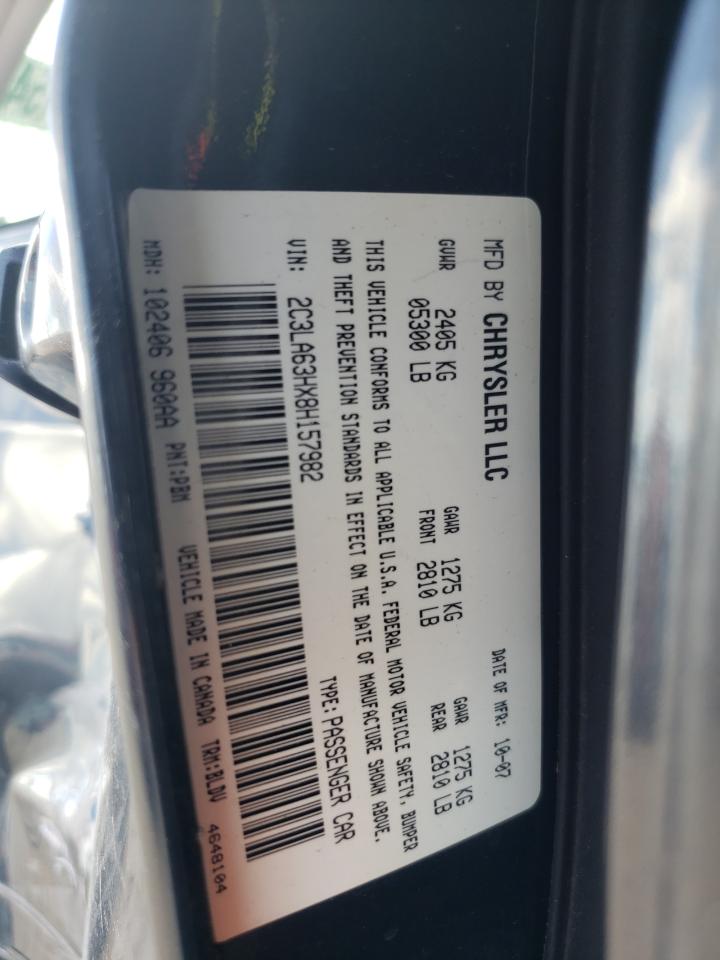 MFD BY CHRYSLER LLC DATE OF MFR: 10-07
GVWR 2405 KG GAWR 1275 KG GAWR 1275 KG
05300 LB FRONT 2810 LB REAR 2810 LB
THIS VEHICLE CONFORMS TO ALL APPLICABLE U.S.A. FEDERAL MOTOR VEHICLE SAFETY, BUMPER
AND THEFT PREVENTION STANDARDS IN EFFECT ON THE DATE OF MANUFACTURE SHOWN ABOVE.
VIN: 2C3LA63HX8H157982 TYPE: PASSENGER CAR
MDH: 102406 960AA PNT:PBM VEHICLE MADE IN CANADA TRM:BLDV 4648104